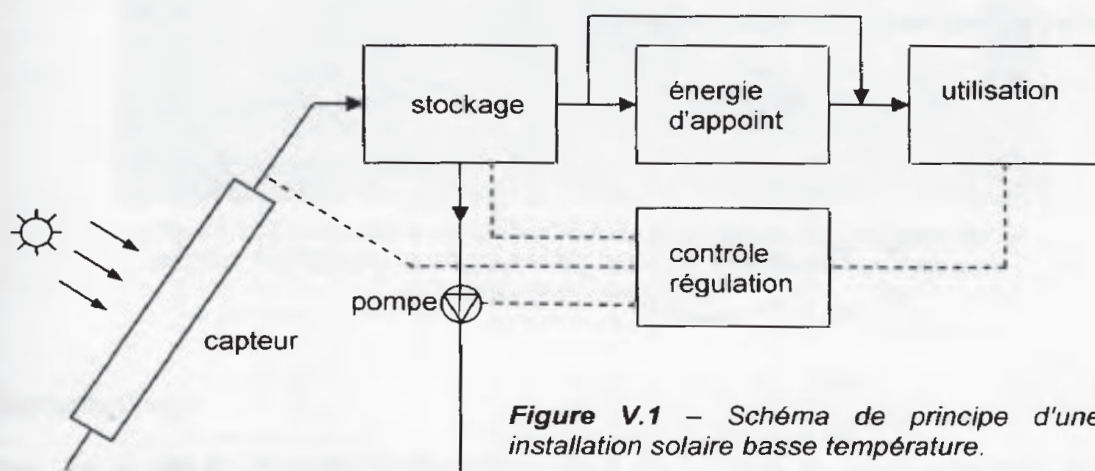 stockage
énergie
d'appoint
utilisation
contrôle
régulation
pompe
capteur
Figure V.1 – Schéma de principe d'une
installation solaire basse température.